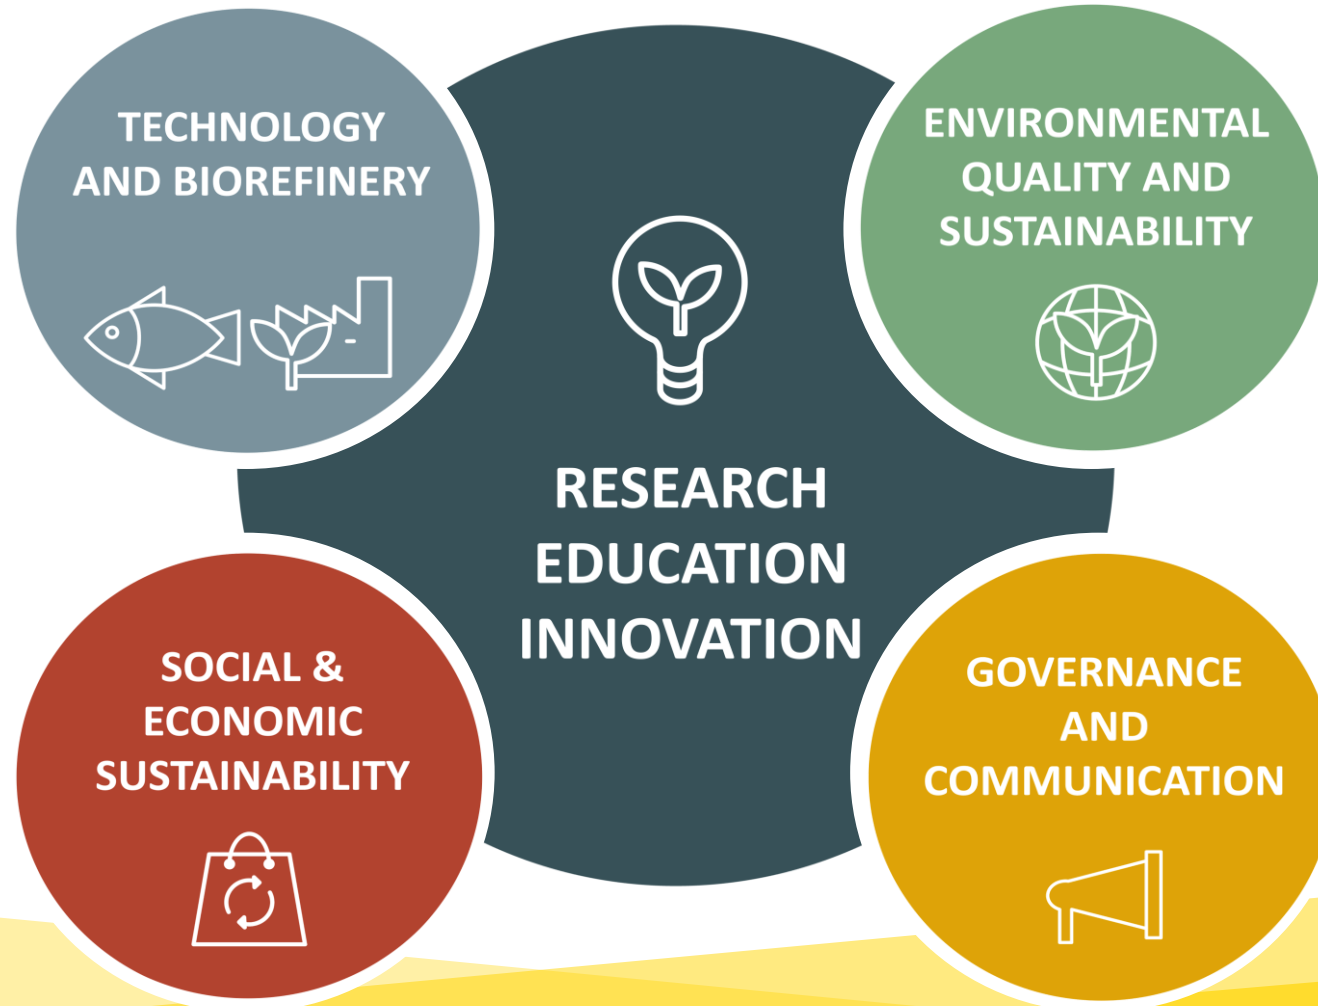 TECHNOLOGY
AND BIOREFINERY
ENVIRONMENTAL
QUALITY AND
SUSTAINABILITY
RESEARCH
EDUCATION
INNOVATION
SOCIAL &
ECONOMIC
SUSTAINABILITY
GOVERNANCE
AND
COMMUNICATION